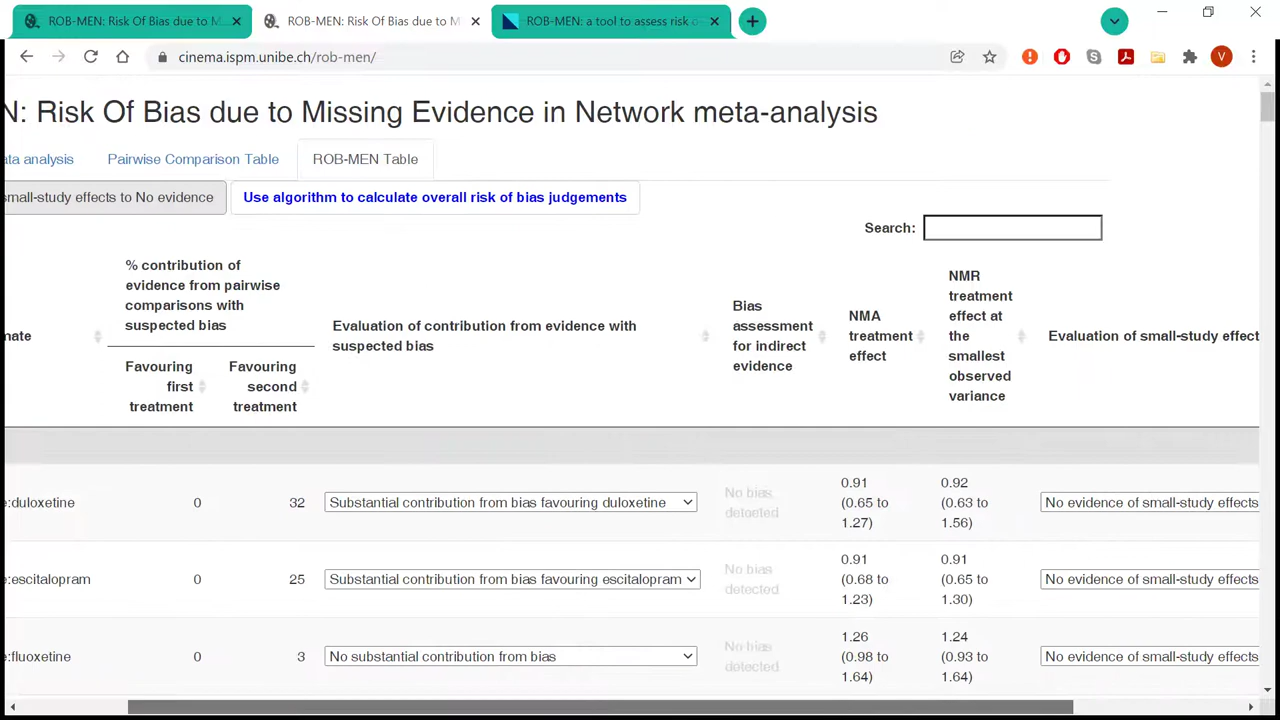 ROB-MEN: Risk Of Bias due to M
ROB-MEN: Risk Of Bias due to M
ROB-MEN: a tool to assess risk o
cinema.ispm.unibe.ch/rob-men/
V
N: Risk Of Bias due to Missing Evidence in Network meta-analysis
ata analysis
Pairwise Comparison Table
ROB-MEN Table
small-study effects to No evidence
Use algorithm to calculate overall risk of bias judgements
Search:
mate
% contribution of
evidence from pairwise
comparisons with
suspected bias
Favouring
first
treatment
Favouring
second
treatment
Evaluation of contribution from evidence with
suspected bias
Bias
assessment
for indirect
evidence
NMA
treatment
effect
NMR
treatment
effect at
the
smallest
observed
variance
Evaluation of small-study effect
e:duloxetine
0
32
Substantial contribution from bias favouring duloxetine
No bias
detected
0.91
(0.65 to
1.27)
0.92
(0.63 to
1.56)
No evidence of small-study effects
e:escitalopram
0
25
Substantial contribution from bias favouring escitalopram
No bias
detected
0.91
(0.68 to
1.23)
0.91
(0.65 to
1.30)
No evidence of small-study effects
e:fluoxetine
0
3
No substantial contribution from bias
No bias
detected
1.26
(0.98 to
1.64)
1.24
(0.93 to
1.64)
No evidence of small-study effects